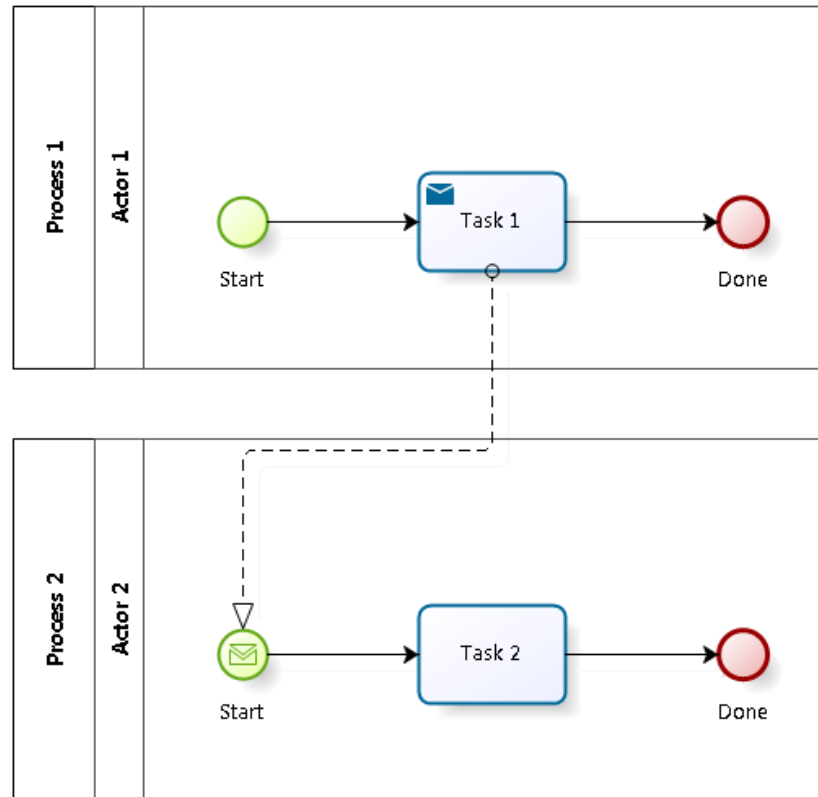 Process 1
Actor 1
Task 1
Start
Done
Process 2
Actor 2
Task 2
Start
Done